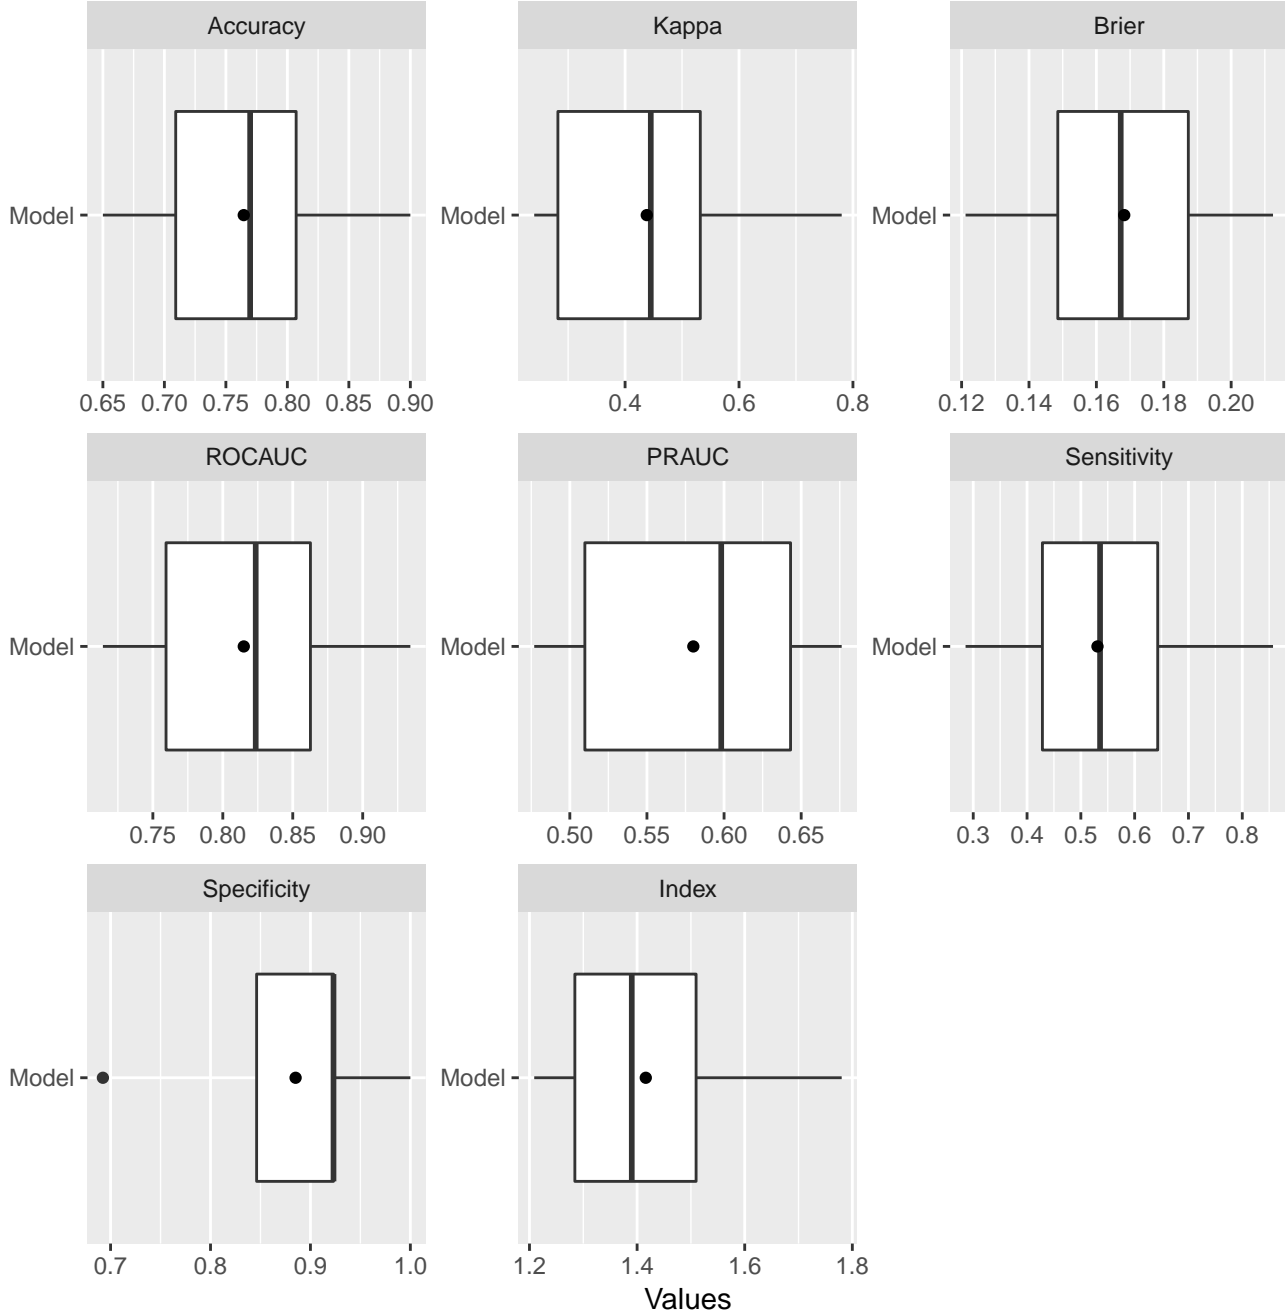 Accuracy
Kappa
Brier
Model
Model
Model
0.65 0.70 0.75 0.80 0.85 0.90
0.4 0.6 0.8
0.12 0.14 0.16 0.18 0.20
ROCAUC
PRAUC
Sensitivity
Model
Model
Model
0.75 0.80 0.85 0.90
0.50 0.55 0.60 0.65
0.3 0.4 0.5 0.6 0.7 0.8
Specificity
Index
Model
Model
0.7 0.8 0.9 1.0
1.2 1.4 1.6 1.8
Values